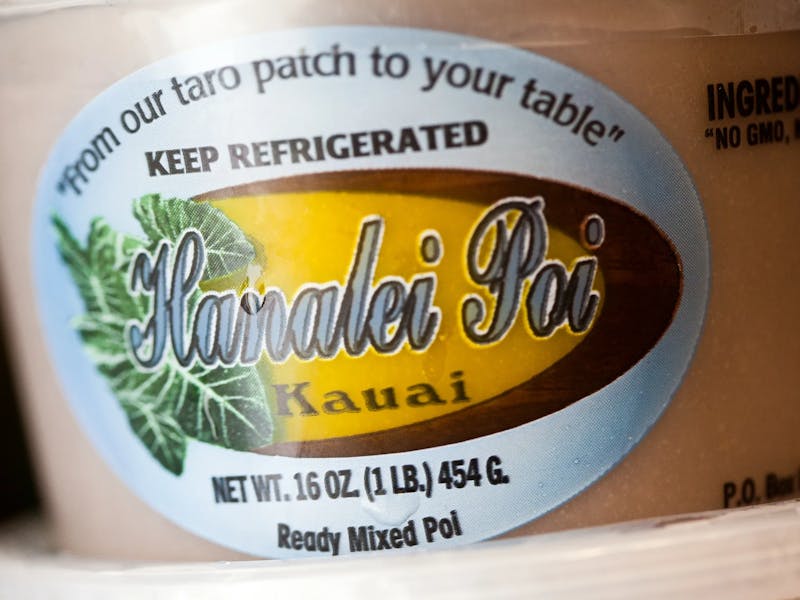 "From our taro patch to your table"
KEEP REFRIGERATED
Hanalei Poi
Kauai
NET WT. 16 OZ. (1 LB.) 454 G.
Ready Mixed Poi
INGRED
"NO GMO,
P.O. Box